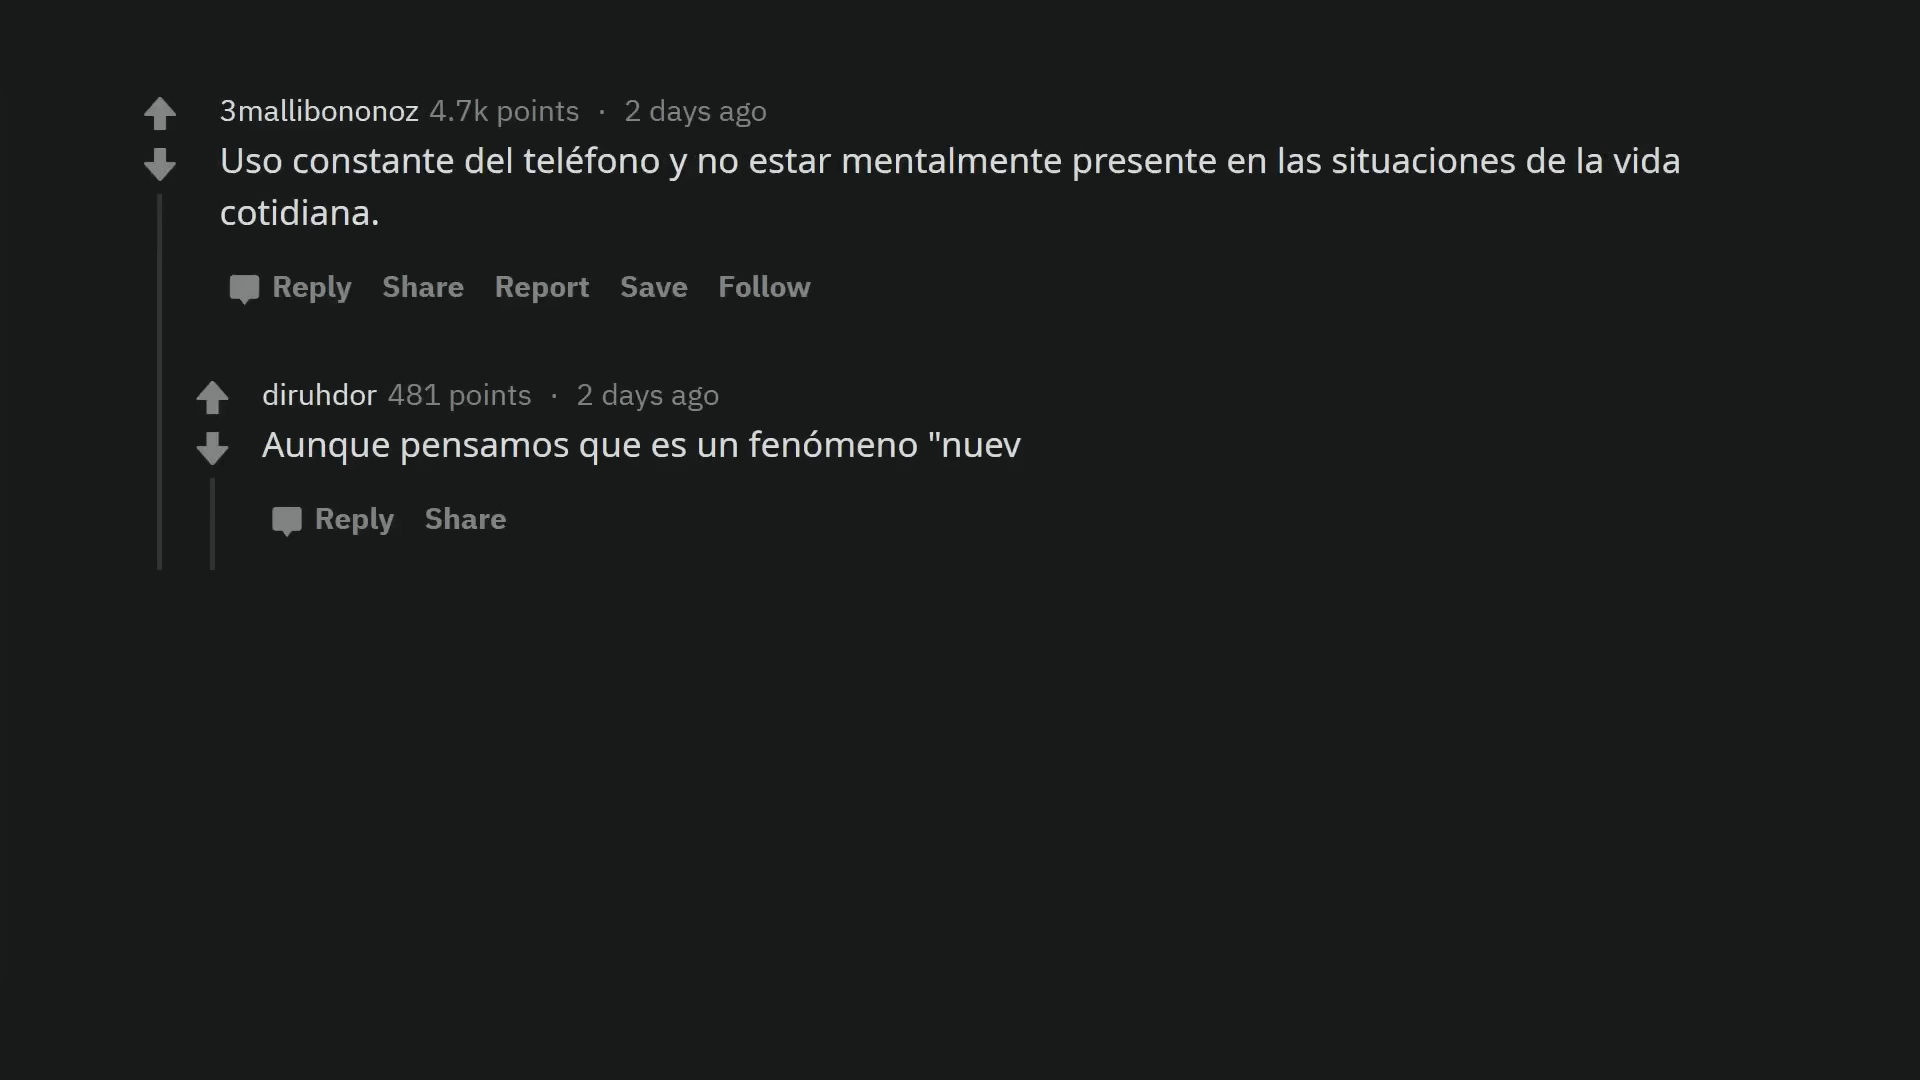 3mallibononoz 4.7k points · 2 days ago
Uso constante del teléfono y no estar mentalmente presente en las situaciones de la vida
cotidiana.
Reply Share Report Save Follow
diruhdor 481 points · 2 days ago
Aunque pensamos que es un fenómeno "nuev
Reply Share